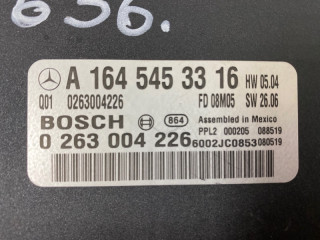 636.
A 164 545 33 16 HW 05.04
Q01 0263004226 FD 08M05 SW 26.06
BOSCH 864 Assembled in Mexico
PPL2 000205 088519
0 263 004 226 6002JC0853 080519